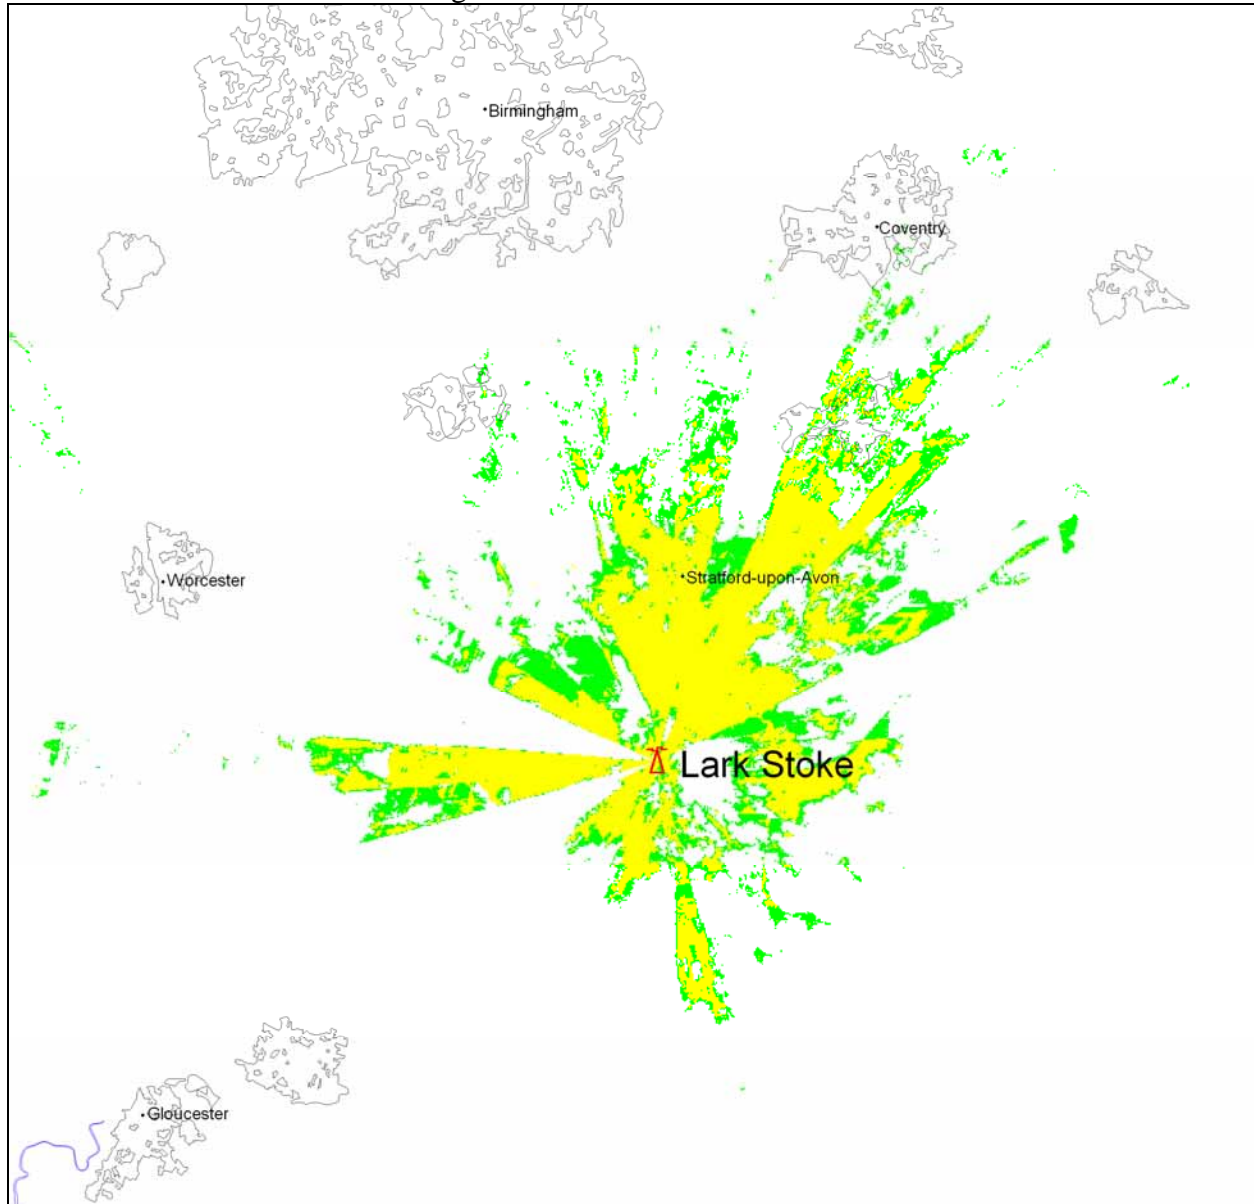 Birmingham
Coventry
Stratford-upon-Avon
Worcester
Lark Stoke
Gloucester